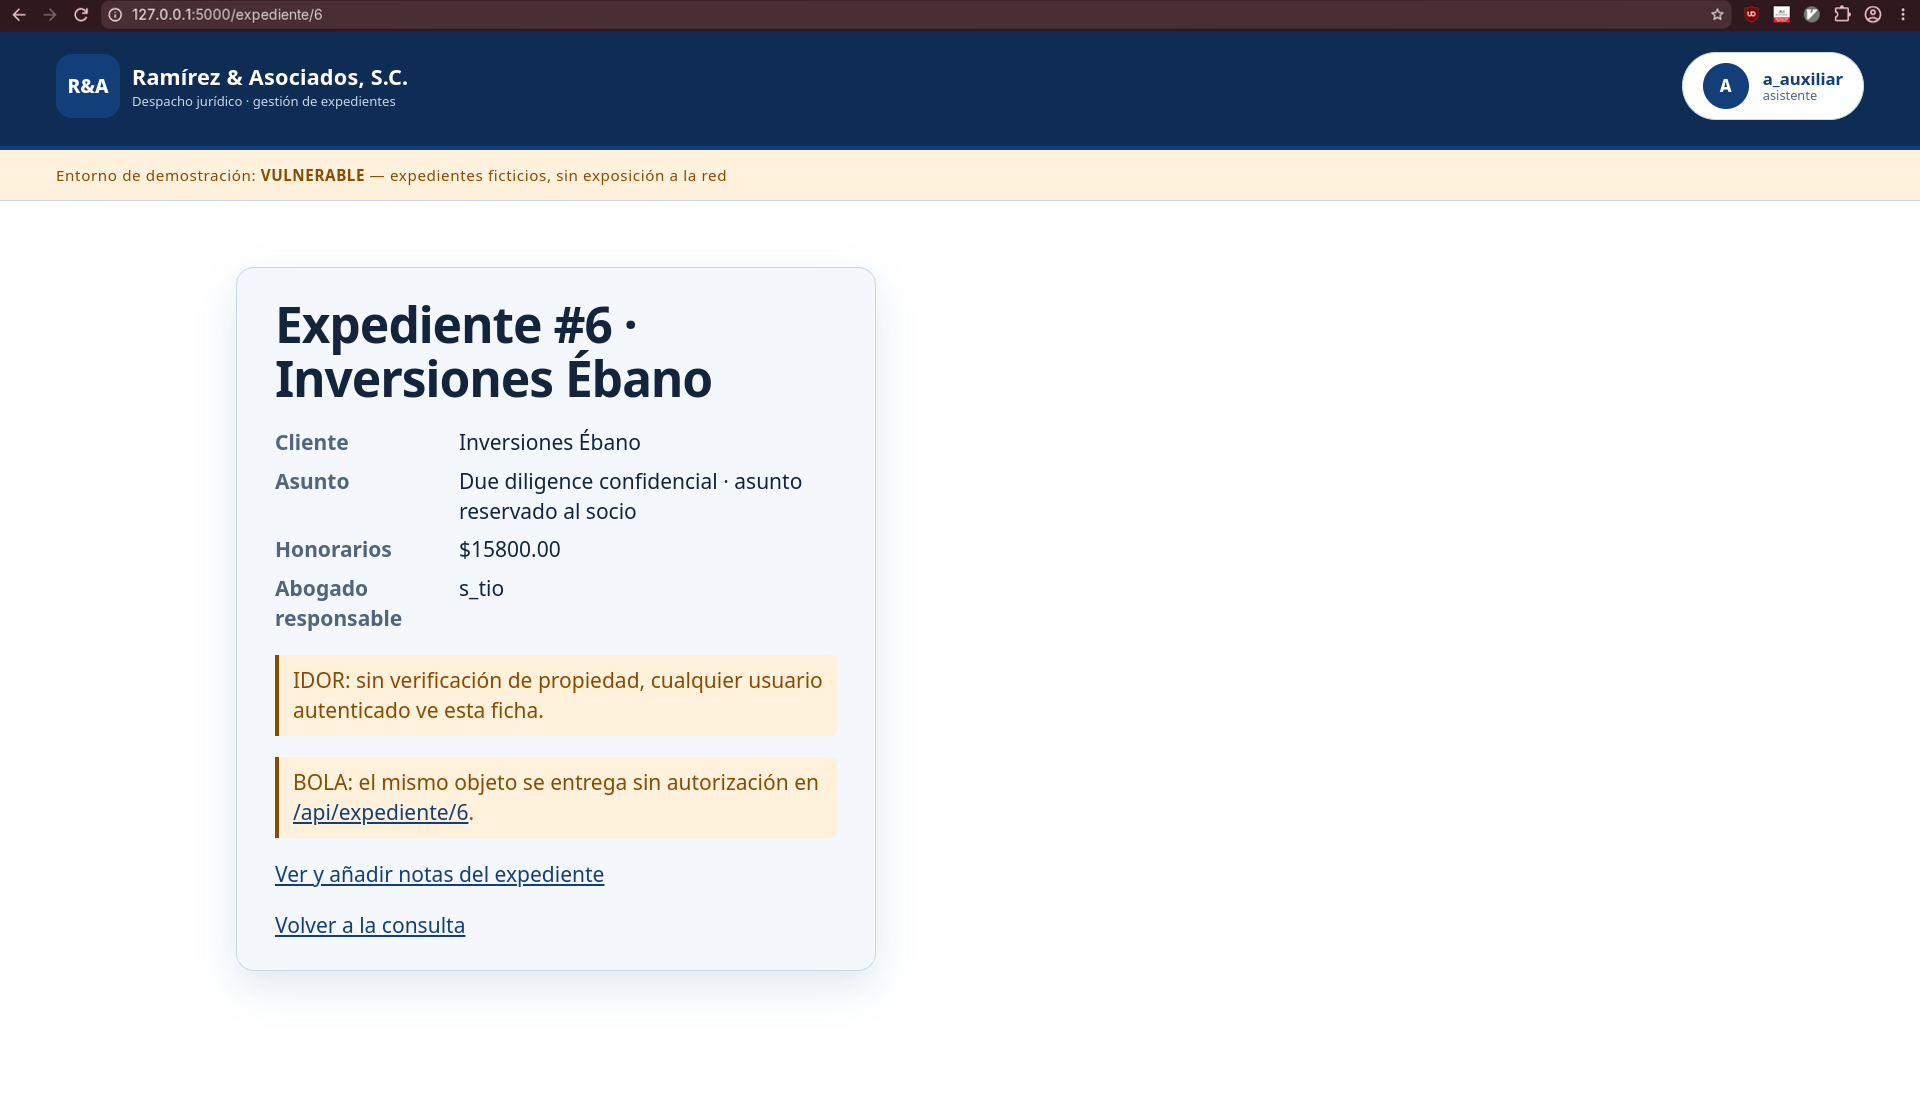 127.0.0.1:5000/expediente/6
R&A
Ramírez & Asociados, S.C.
Despacho jurídico · gestión de expedientes
A
a_auxiliar
asistente
Entorno de demostración: VULNERABLE — expedientes ficticios, sin exposición a la red
Expediente #6 ·
Inversiones Ébano
Cliente Inversiones Ébano
Asunto Due diligence confidencial · asunto
reservado al socio
Honorarios $15800.00
Abogado s_tio
responsable
IDOR: sin verificación de propiedad, cualquier usuario
autenticado ve esta ficha.
BOLA: el mismo objeto se entrega sin autorización en
/api/expediente/6.
Ver y añadir notas del expediente
Volver a la consulta